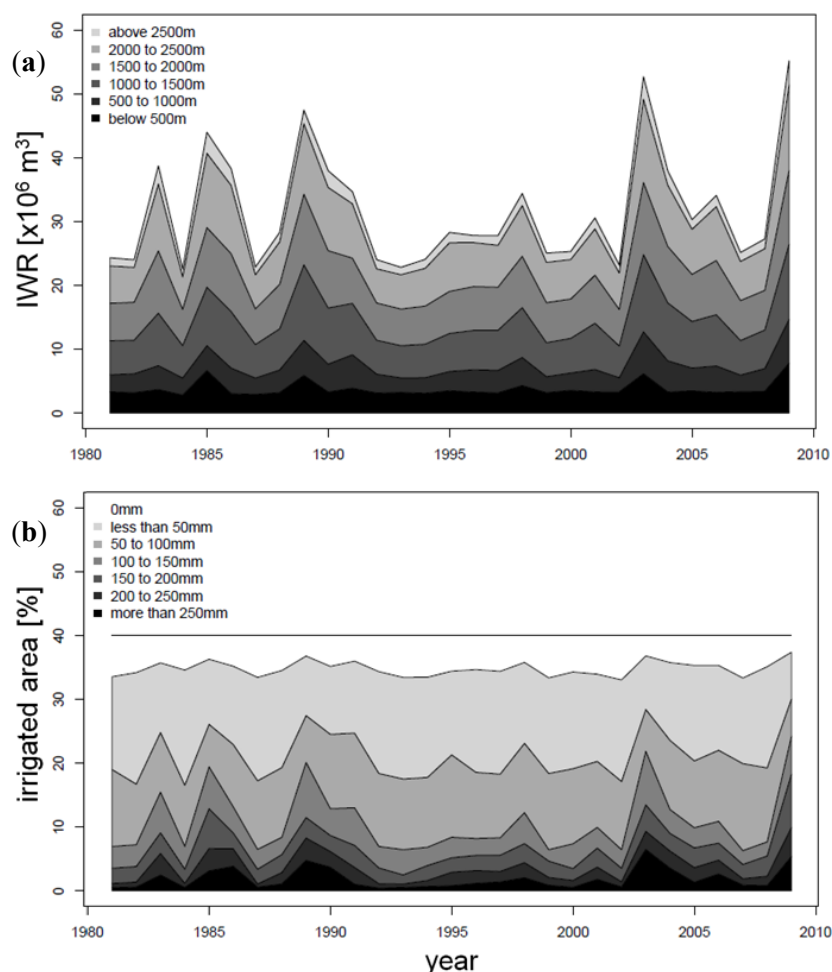 (a)
above 2500m
2000 to 2500m
1500 to 2000m
1000 to 1500m
500 to 1000m
below 500m
IWR [x10⁶ m³]
60
50
40
30
20
10
0
1980 1985 1990 1995 2000 2005 2010
(b)
0mm
less than 50mm
50 to 100mm
100 to 150mm
150 to 200mm
200 to 250mm
more than 250mm
irrigated area [%]
60
50
40
30
20
10
0
1980 1985 1990 1995 2000 2005 2010
year